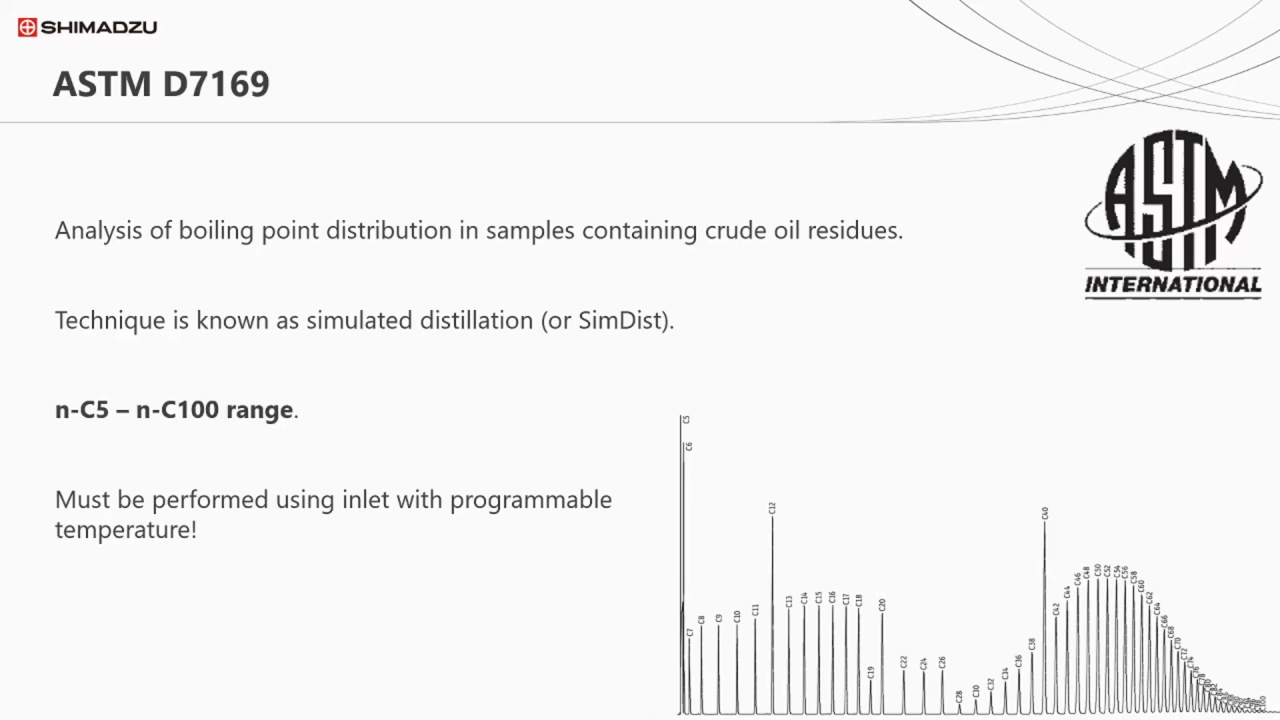 SHIMADZU
ASTM D7169
ASTM
INTERNATIONAL
Analysis of boiling point distribution in samples containing crude oil residues.
Technique is known as simulated distillation (or SimDist).
n-C5 – n-C100 range.
Must be performed using inlet with programmable
temperature!
C5
C6
C7
C8
C9
C10
C11
C12
C13
C14
C15
C16
C17
C18
C19
C20
C22
C24
C26
C28
C30
C32
C34
C36
C38
C40
C42
C44
C46
C48
C50
C52
C54
C56
C58
C60
C62
C64
C66
C68
C70
C72
C74